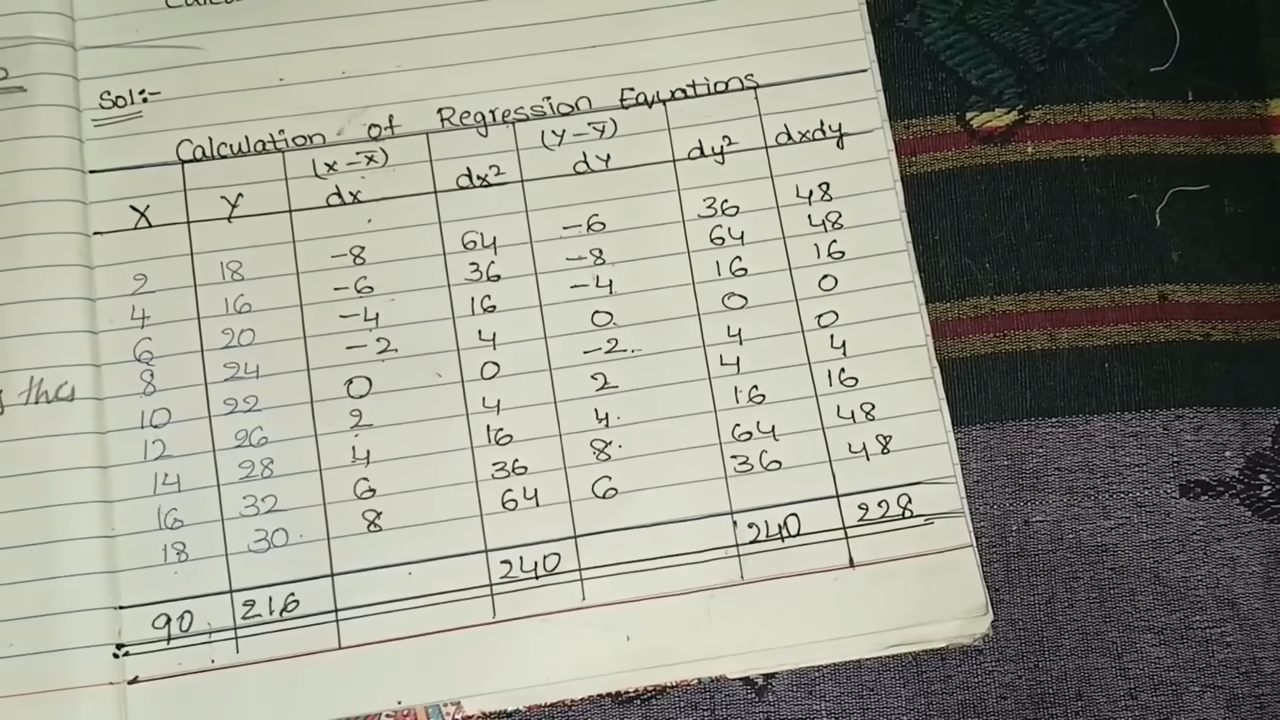 Sol:-
Calculation of Regression Equations
X Y (x-x̅) dx dx² (Y-Y̅) dy dy² dxdy
2 18 -8 64 -6 36 48
4 16 -6 36 -8 64 48
6 20 -4 16 -4 16 16
8 24 -2 4 0 0 0
10 22 0 0 -2 4 0
12 26 2 4 2 4 4
14 28 4 16 4 16 16
16 32 6 36 8 64 48
18 30 8 64 6 36 48
90 216 240 240 228